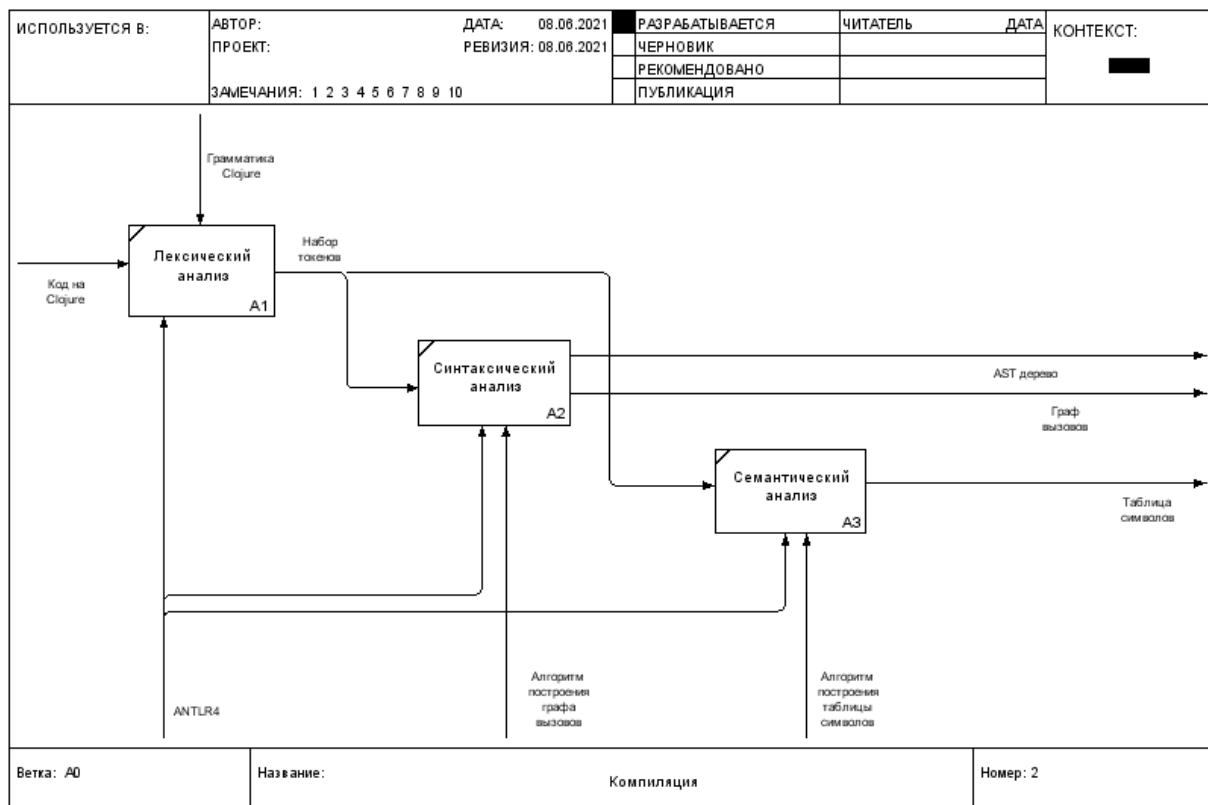 ИСПОЛЬЗУЕТСЯ В:
АВТОР:
ДАТА: 08.06.2021
ПРОЕКТ:
РЕВИЗИЯ: 08.06.2021
ЗАМЕЧАНИЯ: 1 2 3 4 5 6 7 8 9 10
РАЗРАБАТЫВАЕТСЯ
ЧЕРНОВИК
РЕКОМЕНДОВАНО
ПУБЛИКАЦИЯ
ЧИТАТЕЛЬ
ДАТА
КОНТЕКСТ:
Грамматика
Clojure
Лексический
анализ
A1
Код на
Clojure
Набор
токенов
Синтаксический
анализ
A2
AST дерево
Граф
вызовов
Семантический
анализ
A3
Таблица
символов
ANTLR4
Алгоритм
построения
графа
вызовов
Алгоритм
построения
таблицы
символов
Ветка: A0
Название:
Компиляция
Номер: 2